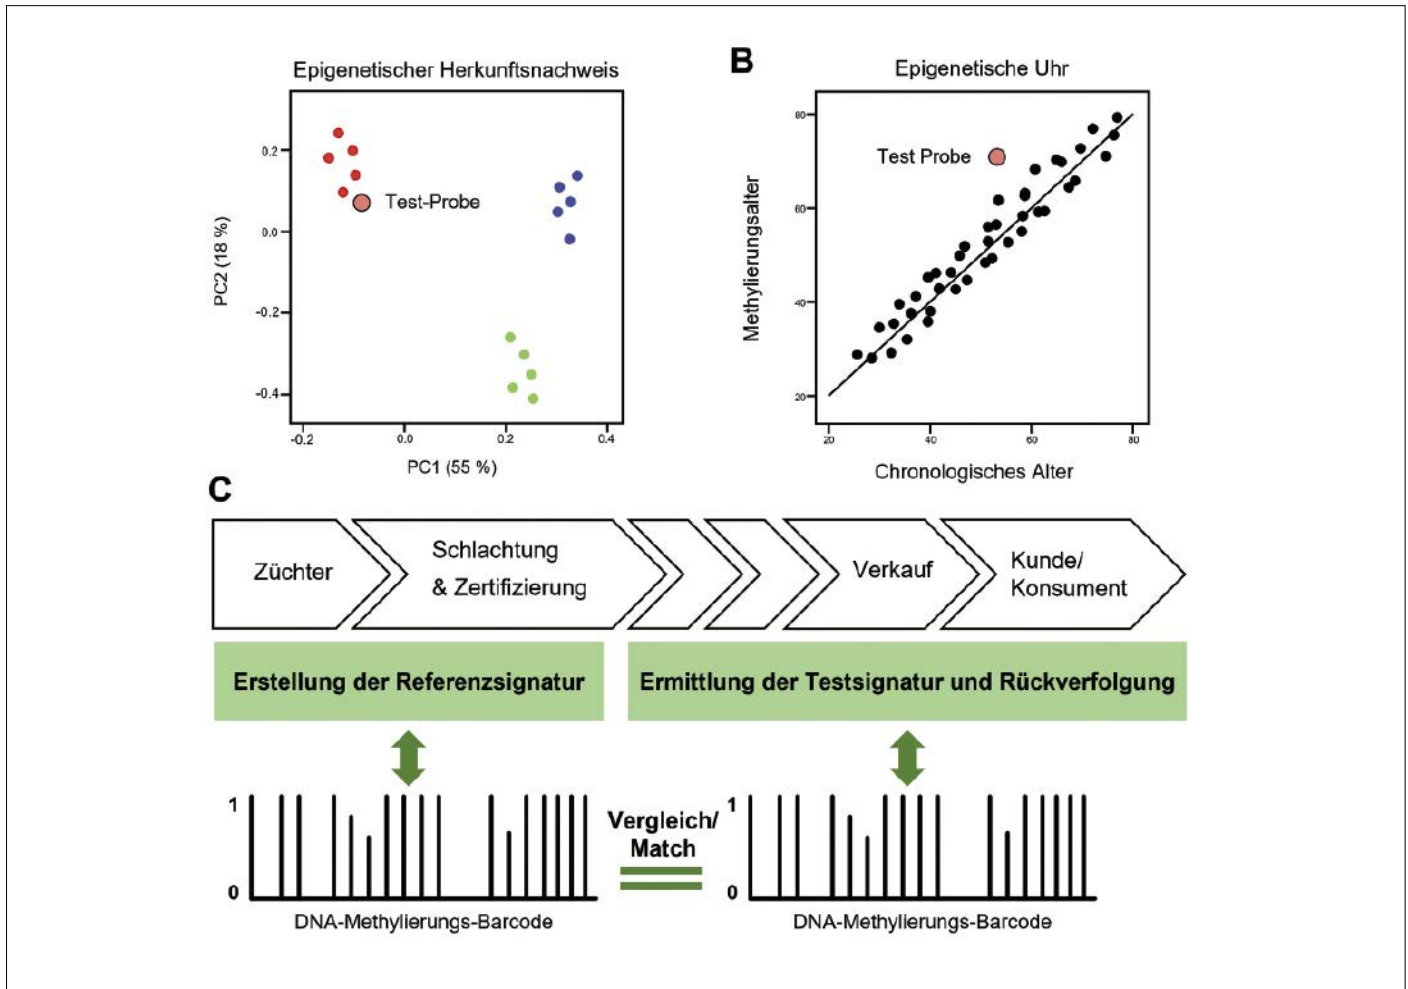 Epigenetischer Herkunftsnachweis
0.2
0.0
-0.2
-0.4
-0.2
0.0
0.2
0.4
PC2 (18 %)
PC1 (55 %)
Test-Probe
B
Epigenetische Uhr
80
60
40
20
20
40
60
80
Methylierungsalter
Chronologisches Alter
Test Probe
C
Züchter
Schlachtung
& Zertifizierung
Verkauf
Kunde/
Konsument
Erstellung der Referenzsignatur
Ermittlung der Testsignatur und Rückverfolgung
1
0
DNA-Methylierungs-Barcode
Vergleich/
Match
1
0
DNA-Methylierungs-Barcode